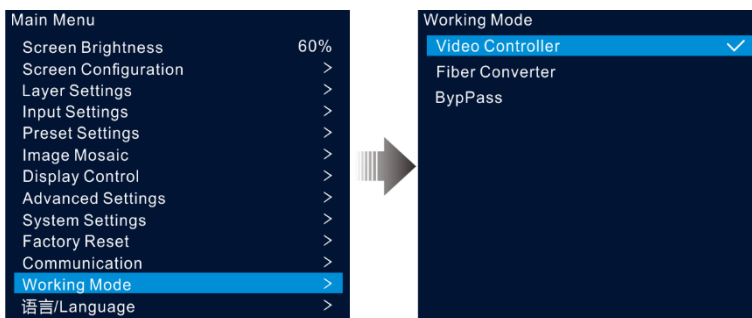 Main Menu
Screen Brightness 60%
Screen Configuration >
Layer Settings >
Input Settings >
Preset Settings >
Image Mosaic >
Display Control >
Advanced Settings >
System Settings >
Factory Reset >
Communication >
Working Mode >
语言/Language >
Working Mode
Video Controller ✓
Fiber Converter
BypPass